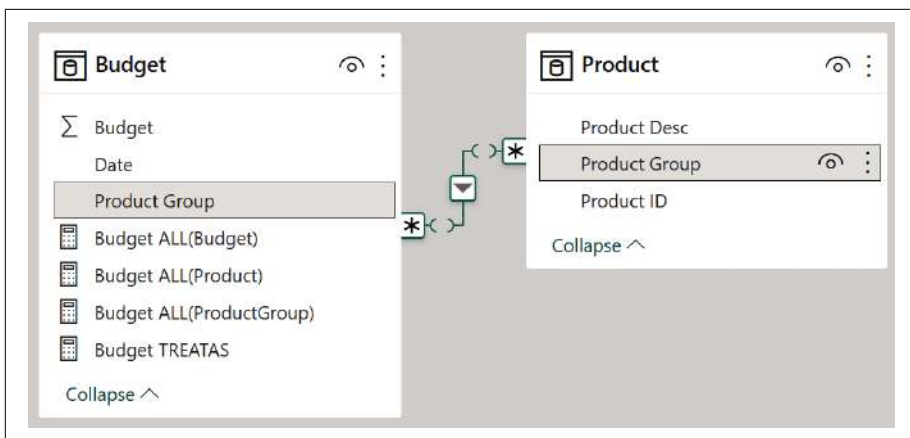 Budget
Budget
Date
Product Group
Budget ALL(Budget)
Budget ALL(Product)
Budget ALL(ProductGroup)
Budget TREATAS
Collapse
Product
Product Desc
Product Group
Product ID
Collapse